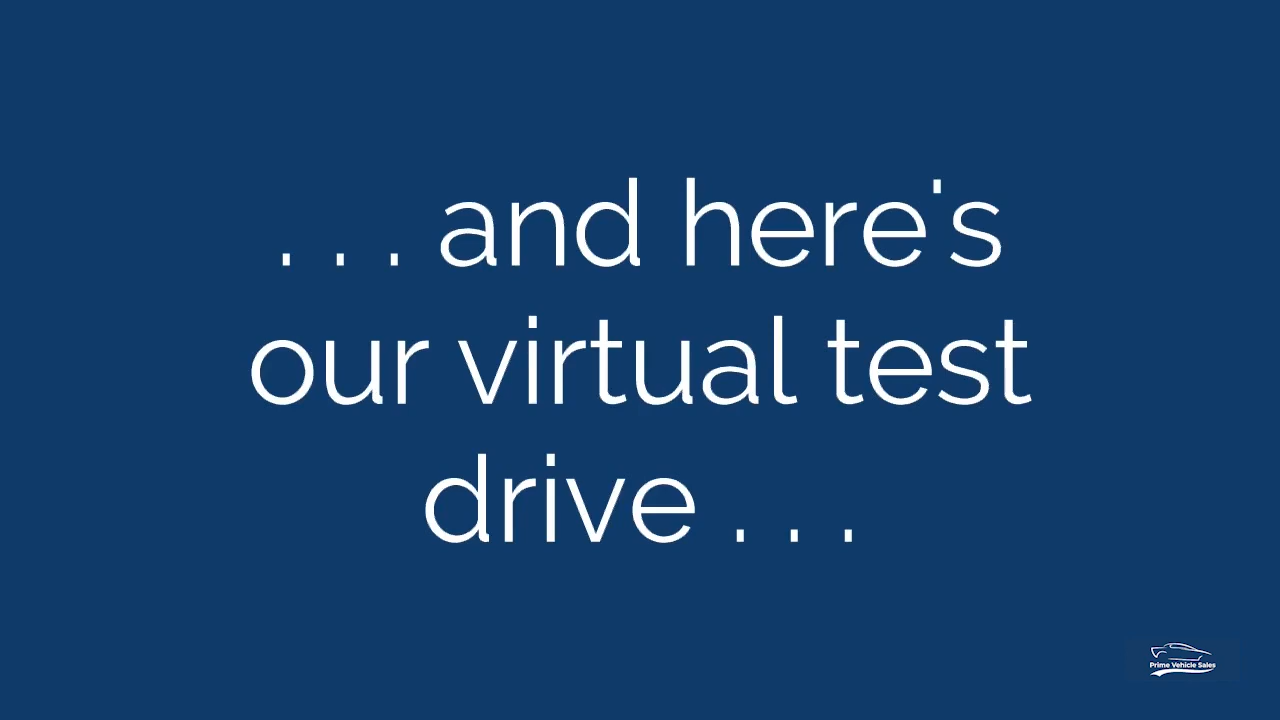 . . . and here's
our virtual test
drive . . .
Prime Vehicle Sales